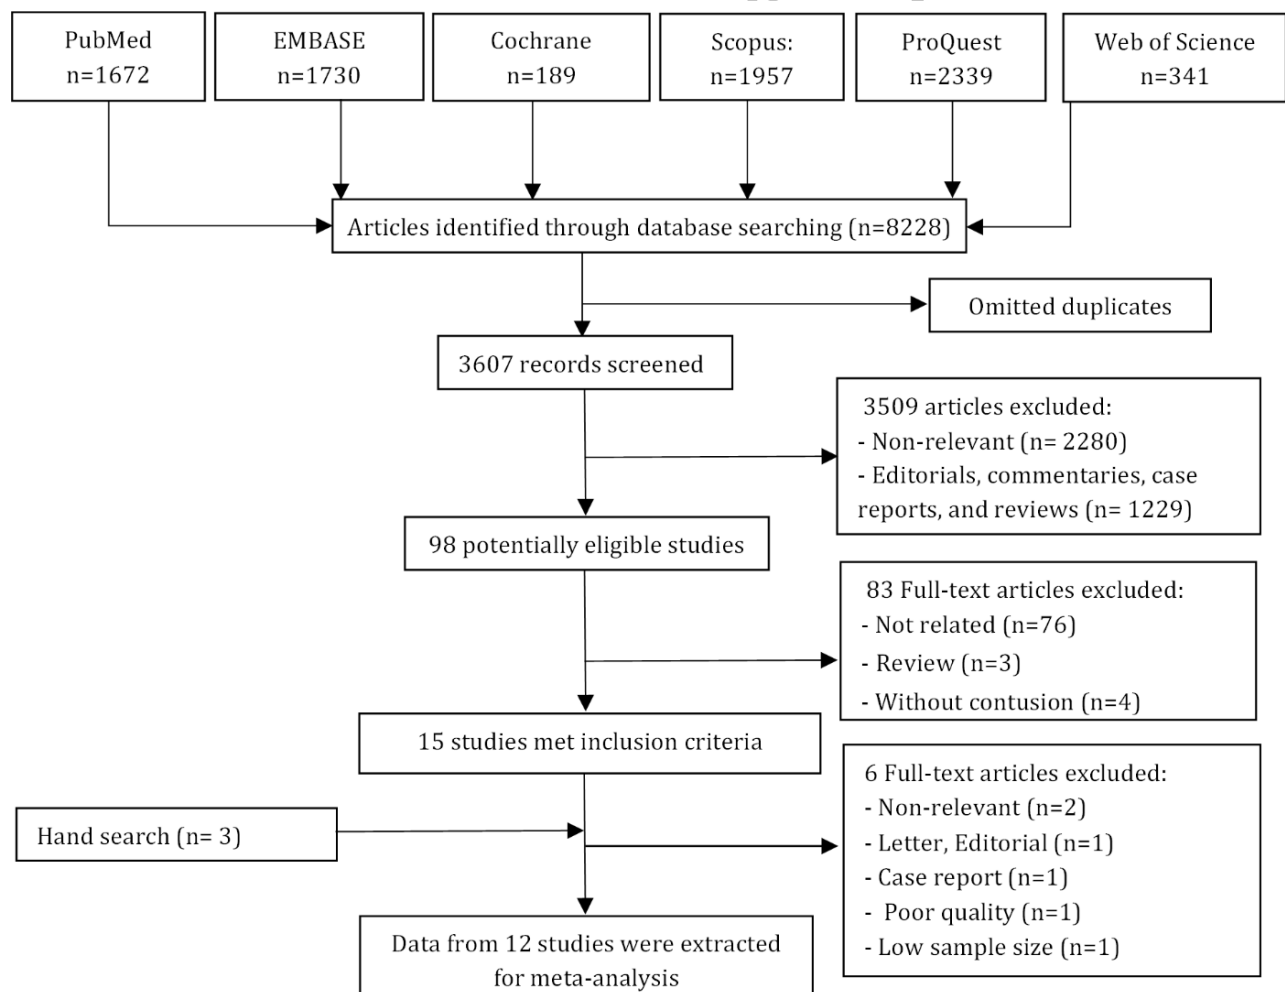 PubMed
n=1672
EMBASE
n=1730
Cochrane
n=189
Scopus:
n=1957
ProQuest
n=2339
Web of Science
n=341
Articles identified through database searching (n=8228)
Omitted duplicates
3607 records screened
3509 articles excluded:
- Non-relevant (n= 2280)
- Editorials, commentaries, case
reports, and reviews (n= 1229)
98 potentially eligible studies
83 Full-text articles excluded:
- Not related (n=76)
- Review (n=3)
- Without contusion (n=4)
15 studies met inclusion criteria
Hand search (n= 3)
6 Full-text articles excluded:
- Non-relevant (n=2)
- Letter, Editorial (n=1)
- Case report (n=1)
- Poor quality (n=1)
- Low sample size (n=1)
Data from 12 studies were extracted
for meta-analysis